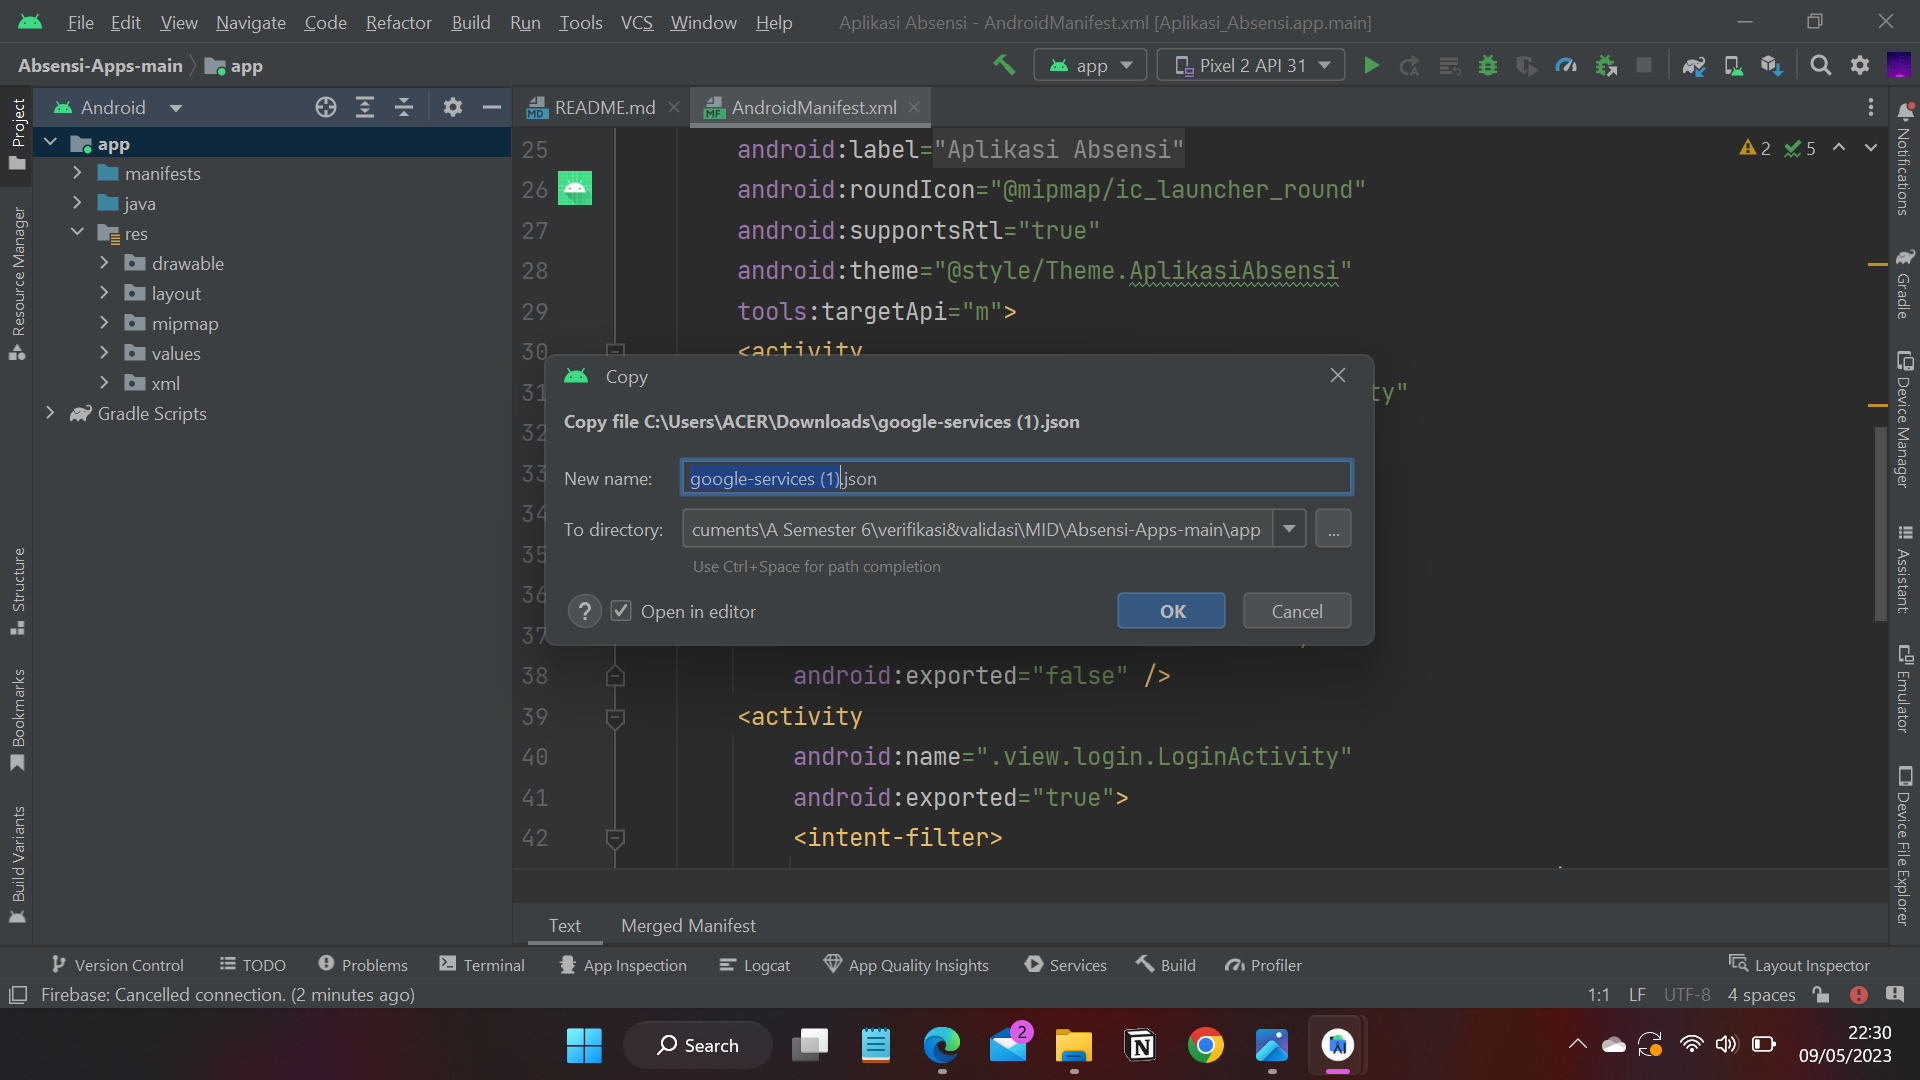 File Edit View Navigate Code Refactor Build Run Tools VCS Window Help Aplikasi Absensi - AndroidManifest.xml [Aplikasi_Absensi.app.main]
Absensi-Apps-main app app Pixel 2 API 31
Project
Android
README.md
AndroidManifest.xml
app
manifests
java
res
drawable
layout
mipmap
values
xml
Gradle Scripts
Resource Manager
Structure
Bookmarks
Build Variants
25 android:label="Aplikasi Absensi"
26 android:roundIcon="@mipmap/ic_launcher_round"
27 android:supportsRtl="true"
28 android:theme="@style/Theme.AplikasiAbsensi"
29 tools:targetApi="m">
30 <activity
31 ty"
32
33
34
35
36
37
38 android:exported="false" />
39 <activity
40 android:name=".view.login.LoginActivity"
41 android:exported="true">
42 <intent-filter>
2 5
Copy
Copy file C:\Users\ACER\Downloads\google-services (1).json
New name: google-services (1).json
To directory: cuments\A Semester 6\verifikasi&validasi\MID\Absensi-Apps-main\app ...
Use Ctrl+Space for path completion
? Open in editor OK Cancel
Notifications
Gradle
Device Manager
Assistant
Emulator
Device File Explorer
Text Merged Manifest
Version Control TODO Problems Terminal App Inspection Logcat App Quality Insights Services Build Profiler Layout Inspector
Firebase: Cancelled connection. (2 minutes ago) 1:1 LF UTF-8 4 spaces
Search 2 22:30
09/05/2023